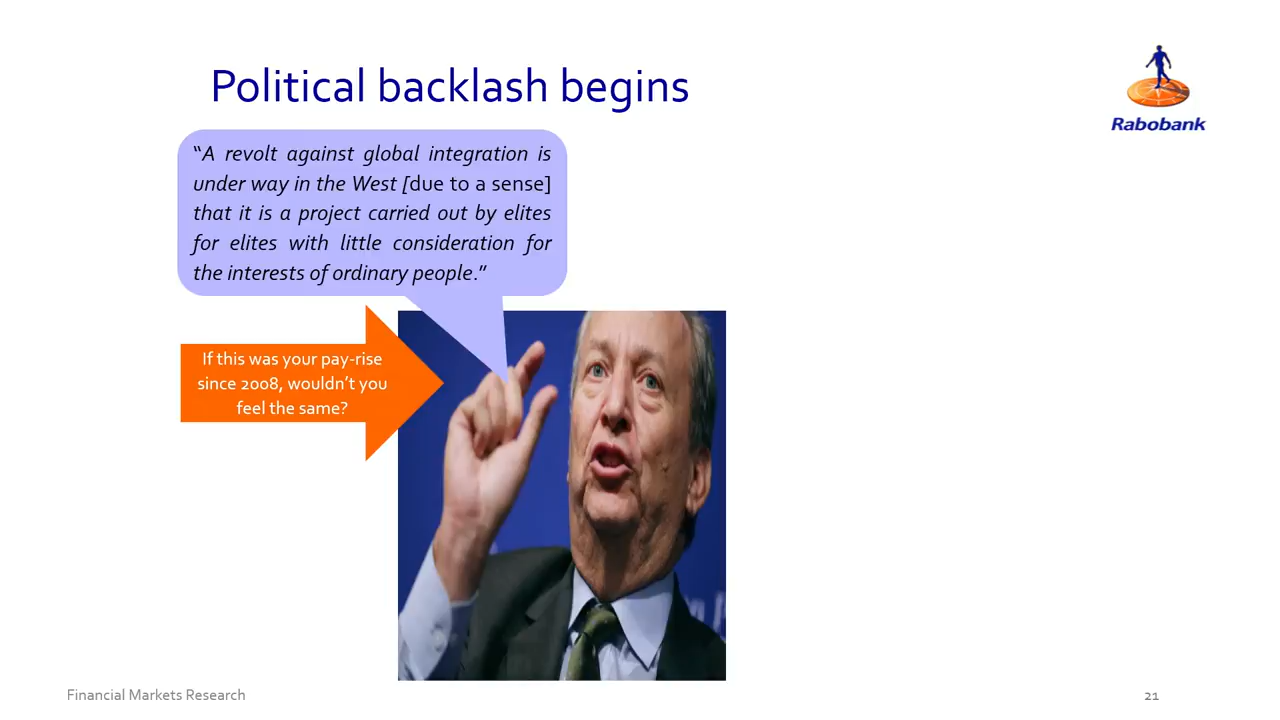 Political backlash begins
Rabobank
“A revolt against global integration is
under way in the West [due to a sense]
that it is a project carried out by elites
for elites with little consideration for
the interests of ordinary people.”
If this was your pay-rise
since 2008, wouldn’t you
feel the same?
Financial Markets Research
21